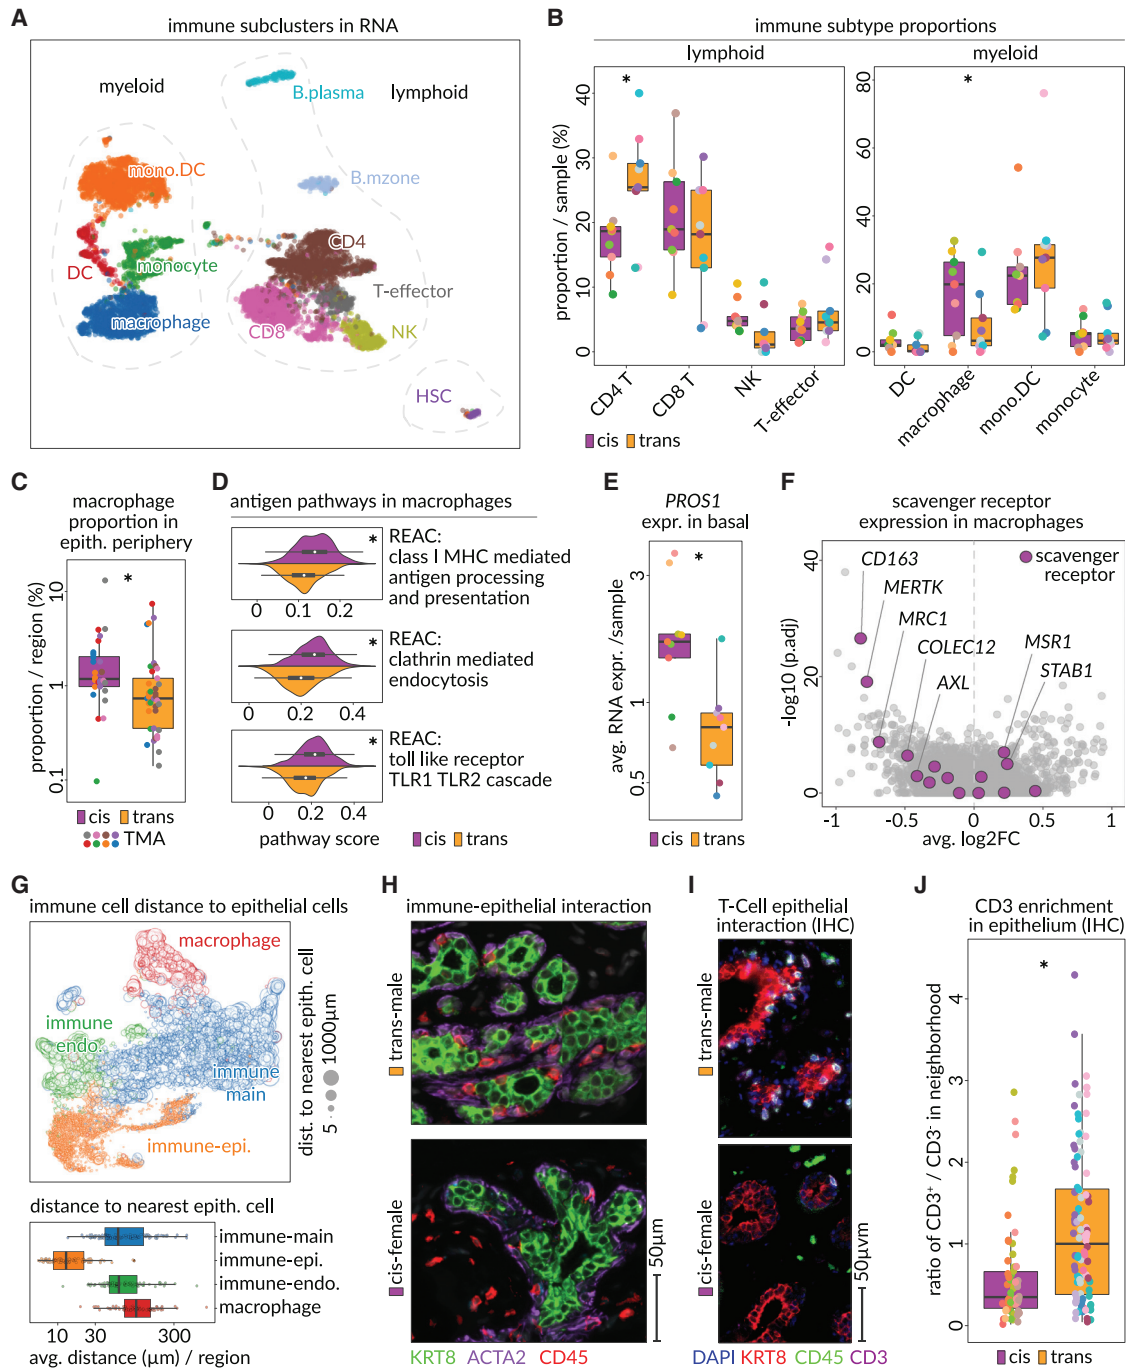 A
immune subclusters in RNA
myeloid
B.plasma
lymphoid
mono.DC
B.mzone
CD4
DC
monocyte
T-effector
macrophage
CD8
NK
HSC
B
immune subtype proportions
lymphoid
myeloid
proportion / sample (%)
40
30
20
10
0
*
CD4 T
CD8 T
NK
T-effector
80
60
40
20
0
*
DC
macrophage
mono.DC
monocyte
cis
trans
C
macrophage
proportion in
epith. periphery
proportion / region (%)
10
1
0.1
*
cis
trans
TMA
D
antigen pathways in macrophages
*
REAC:
class I MHC mediated
antigen processing
and presentation
0
0.1
0.2
*
REAC:
clathrin mediated
endocytosis
0
0.2
0.4
*
REAC:
toll like receptor
TLR1 TLR2 cascade
0
0.2
0.4
pathway score
cis
trans
E
PROS1
expr. in basal
avg. RNA expr. /sample
3
1
0.5
*
cis
trans
F
scavenger receptor
expression in macrophages
-log10 (p.adj)
40
20
0
CD163
MERTK
MRC1
COLEC12
AXL
MSR1
STAB1
scavenger
receptor
-1
-0.5
0
0.5
1
avg. log2FC
G
immune cell distance to epithelial cells
macrophage
immune
endo.
immune
main
immune-epi.
dist. to nearest epith. cell
5
1000μm
distance to nearest epith. cell
immune-main
immune-epi.
immune-endo.
macrophage
10
30
300
avg. distance (μm) / region
H
immune-epithelial interaction
trans-male
cis-female
50μm
KRT8 ACTA2 CD45
I
T-Cell epithelial
interaction (IHC)
trans-male
cis-female
50μvm
DAPI KRT8 CD45 CD3
J
CD3 enrichment
in epithelium (IHC)
ratio of CD3⁺ / CD3⁻ in neighborhood
4
3
2
1
0
*
cis
trans